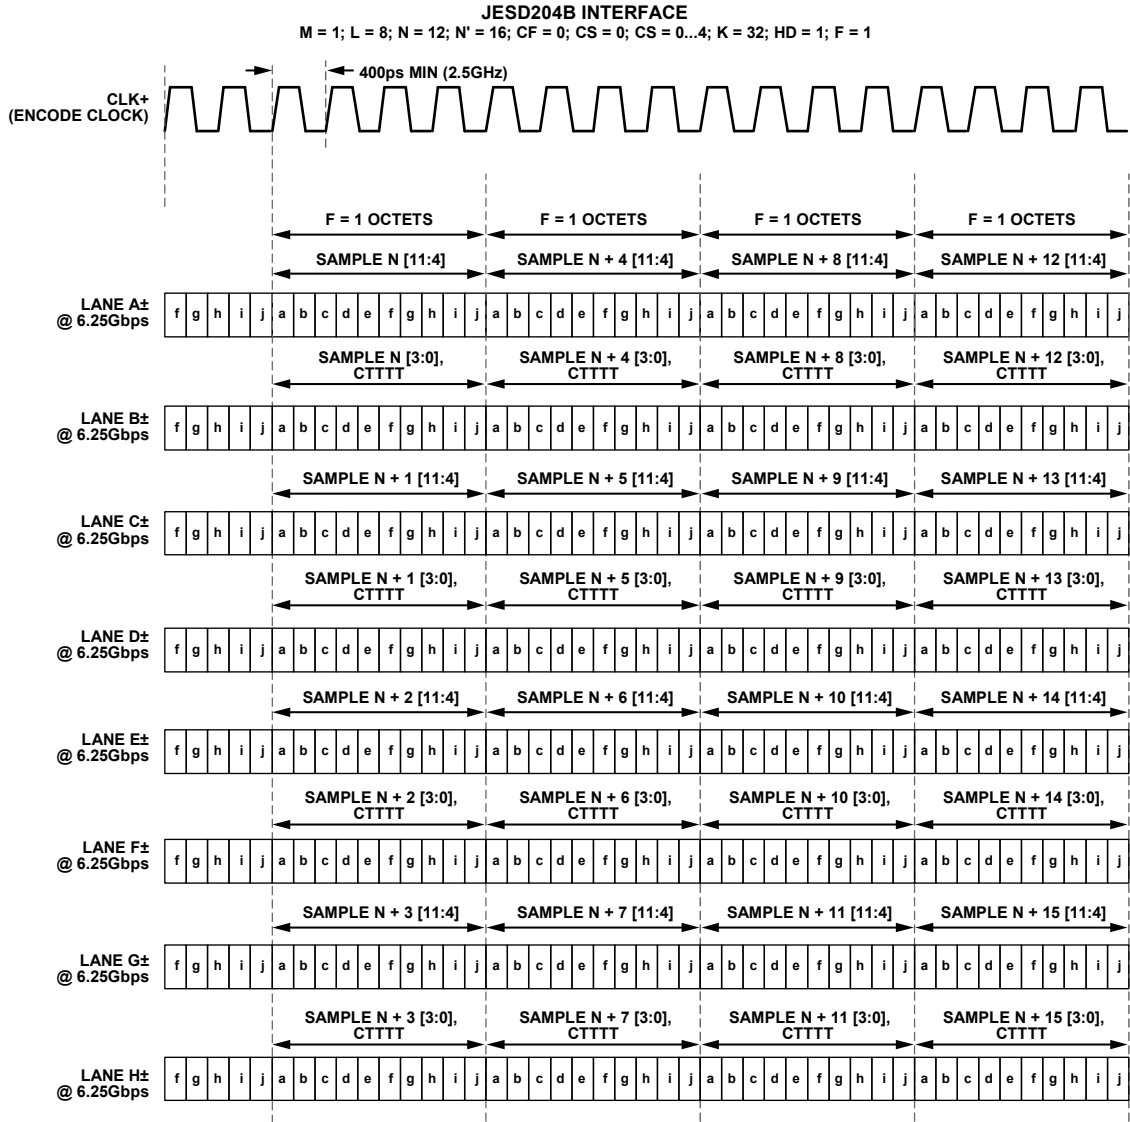 JESD204B INTERFACE
M = 1; L = 8; N = 12; N' = 16; CF = 0; CS = 0; CS = 0...4; K = 32; HD = 1; F = 1
400ps MIN (2.5GHz)
CLK+
(ENCODE CLOCK)
F = 1 OCTETS F = 1 OCTETS F = 1 OCTETS F = 1 OCTETS
SAMPLE N [11:4] SAMPLE N + 4 [11:4] SAMPLE N + 8 [11:4] SAMPLE N + 12 [11:4]
LANE A±
@ 6.25Gbps
f g h i j a b c d e f g h i j a b c d e f g h i j a b c d e f g h i j a b c d e f g h i j
SAMPLE N [3:0], SAMPLE N + 4 [3:0], SAMPLE N + 8 [3:0], SAMPLE N + 12 [3:0],
CTTTT CTTTT CTTTT CTTTT
LANE B±
@ 6.25Gbps
f g h i j a b c d e f g h i j a b c d e f g h i j a b c d e f g h i j a b c d e f g h i j
SAMPLE N + 1 [11:4] SAMPLE N + 5 [11:4] SAMPLE N + 9 [11:4] SAMPLE N + 13 [11:4]
LANE C±
@ 6.25Gbps
f g h i j a b c d e f g h i j a b c d e f g h i j a b c d e f g h i j a b c d e f g h i j
SAMPLE N + 1 [3:0], SAMPLE N + 5 [3:0], SAMPLE N + 9 [3:0], SAMPLE N + 13 [3:0],
CTTTT CTTTT CTTTT CTTTT
LANE D±
@ 6.25Gbps
f g h i j a b c d e f g h i j a b c d e f g h i j a b c d e f g h i j a b c d e f g h i j
SAMPLE N + 2 [11:4] SAMPLE N + 6 [11:4] SAMPLE N + 10 [11:4] SAMPLE N + 14 [11:4]
LANE E±
@ 6.25Gbps
f g h i j a b c d e f g h i j a b c d e f g h i j a b c d e f g h i j a b c d e f g h i j
SAMPLE N + 2 [3:0], SAMPLE N + 6 [3:0], SAMPLE N + 10 [3:0], SAMPLE N + 14 [3:0],
CTTTT CTTTT CTTTT CTTTT
LANE F±
@ 6.25Gbps
f g h i j a b c d e f g h i j a b c d e f g h i j a b c d e f g h i j a b c d e f g h i j
SAMPLE N + 3 [11:4] SAMPLE N + 7 [11:4] SAMPLE N + 11 [11:4] SAMPLE N + 15 [11:4]
LANE G±
@ 6.25Gbps
f g h i j a b c d e f g h i j a b c d e f g h i j a b c d e f g h i j a b c d e f g h i j
SAMPLE N + 3 [3:0], SAMPLE N + 7 [3:0], SAMPLE N + 11 [3:0], SAMPLE N + 15 [3:0],
CTTTT CTTTT CTTTT CTTTT
LANE H±
@ 6.25Gbps
f g h i j a b c d e f g h i j a b c d e f g h i j a b c d e f g h i j a b c d e f g h i j